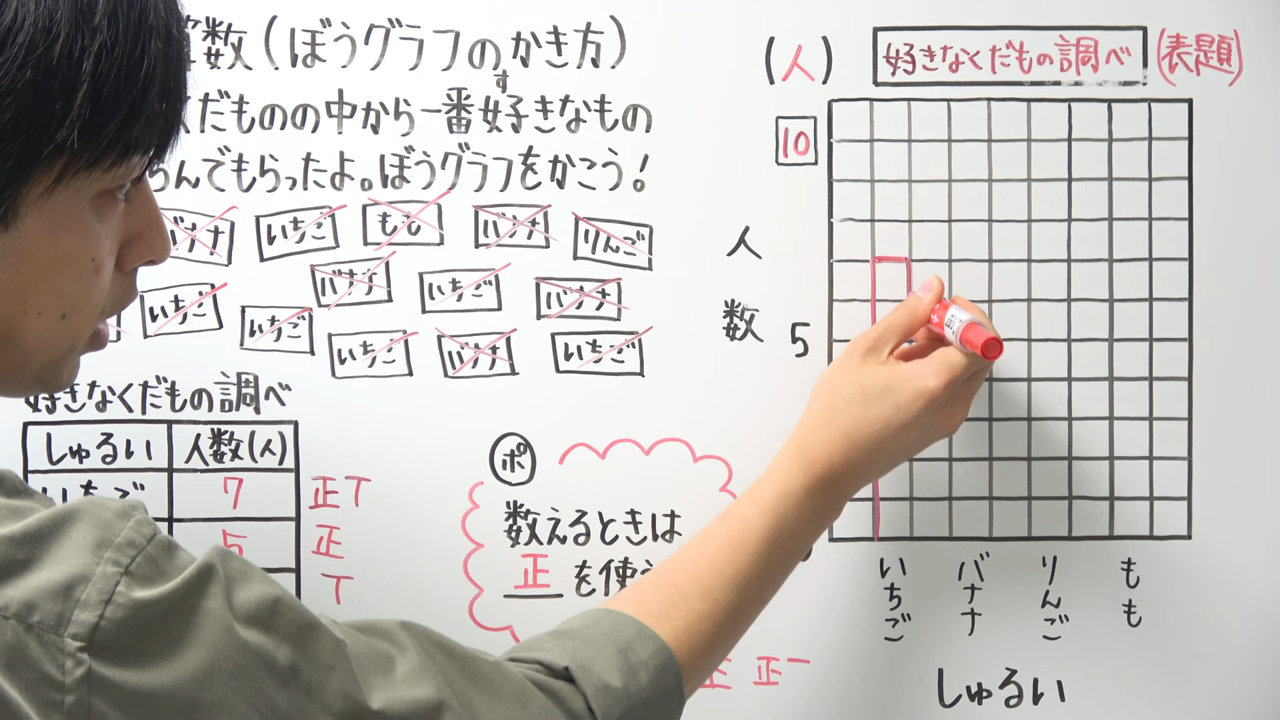 算数(ぼうグラフのかき方)
す
くだものの中から一番好きなもの
らんでもらったよ。ぼうグラフをかこう!
バナナ いちご もも バナナ りんご
バナナ いちご バナナ
いちご いちご
いちご バナナ いちご
好きなくだもの調べ
しゅるい 人数(人)
いちご 7 正T
5 正
T
ポ
数えるときは
正 を使う
正 正一
(人) 好きなくだもの調べ (表題)
10
人数
5
いちご バナナ りんご もも
しゅるい